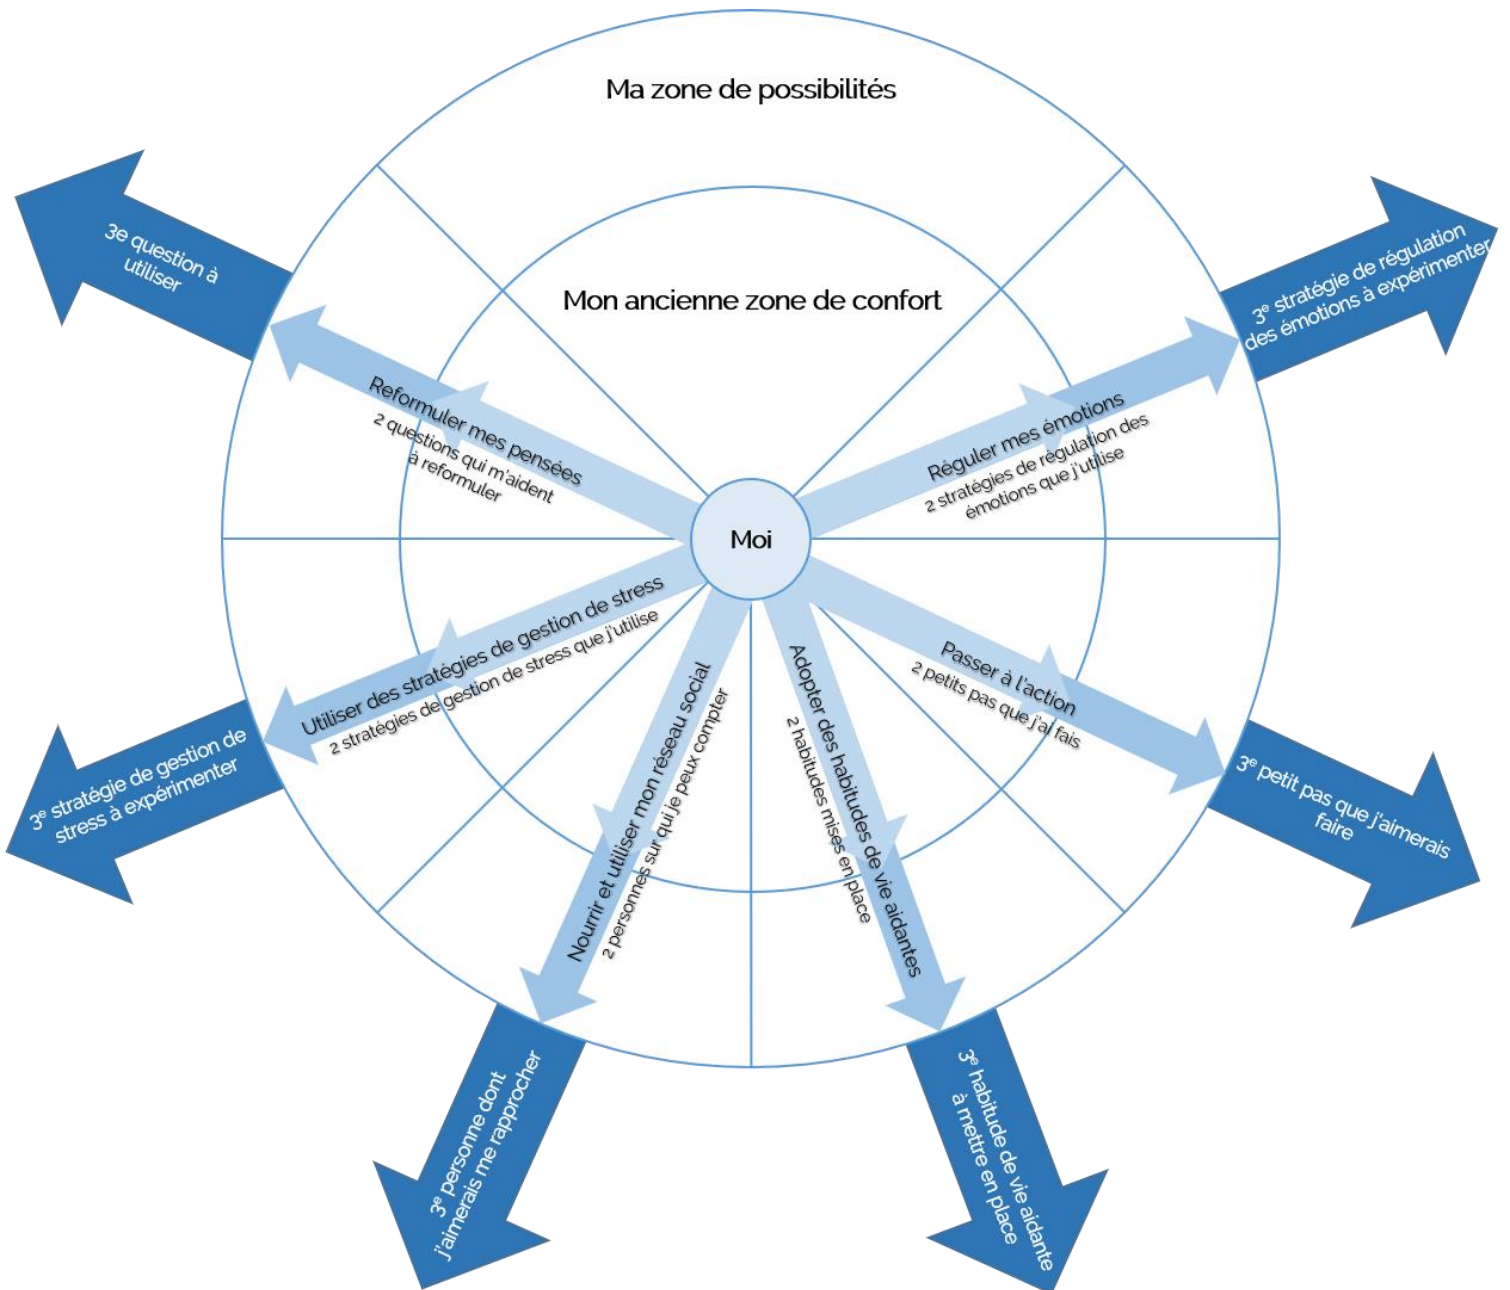 Ma zone de possibilités
Mon ancienne zone de confort
3e question à
utiliser
3e stratégie de régulation
des émotions à expérimenter
Reformuler mes pensées
2 questions qui m'aident
à reformuler
Réguler mes émotions
2 stratégies de régulation des
émotions que j'utilise
Moi
Utiliser des stratégies de gestion de stress
2 stratégies de gestion de stress que j'utilise
Passer à l'action
2 petits pas que j'ai fais
Nourrir et utiliser mon réseau social
2 personnes sur qui je peux compter
Adopter des habitudes de vie aidantes
2 habitudes mises en place
3e stratégie de gestion de
stress à expérimenter
3e petit pas que j'aimerais
faire
3e personne dont
j'aimerais me rapprocher
3e habitude de vie aidante
à mettre en place